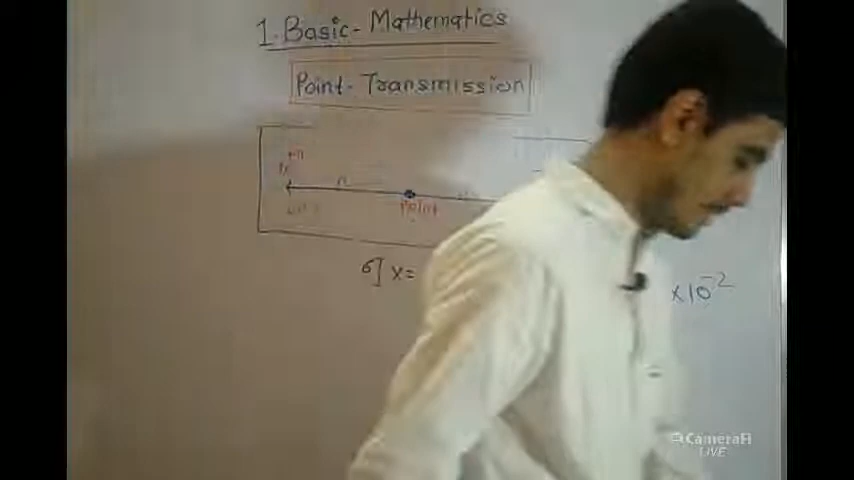 1. Basic - Mathematics
Point - Transmission
n
Point
6] x=
x10⁻²
CameraFi
LIVE